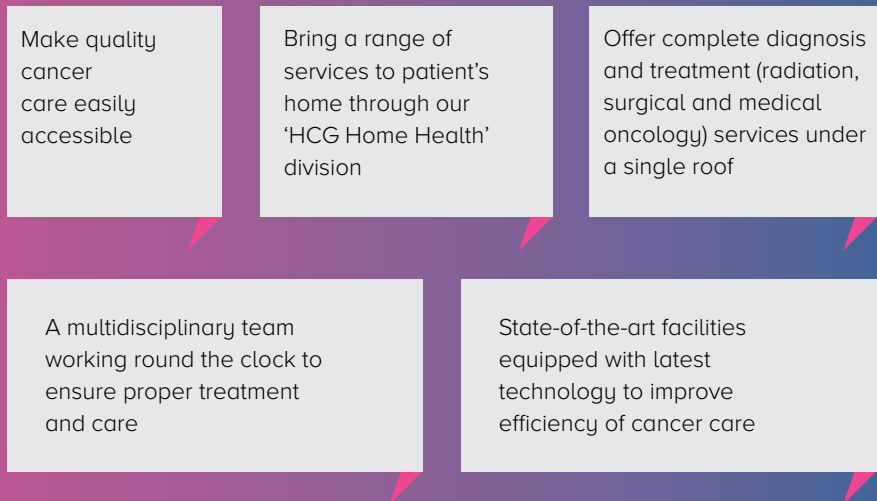 Make quality
cancer
care easily
accessible
Bring a range of
services to patient’s
home through our
‘HCG Home Health’
division
Offer complete diagnosis
and treatment (radiation,
surgical and medical
oncology) services under
a single roof
A multidisciplinary team
working round the clock to
ensure proper treatment
and care
State-of-the-art facilities
equipped with latest
technology to improve
efficiency of cancer care